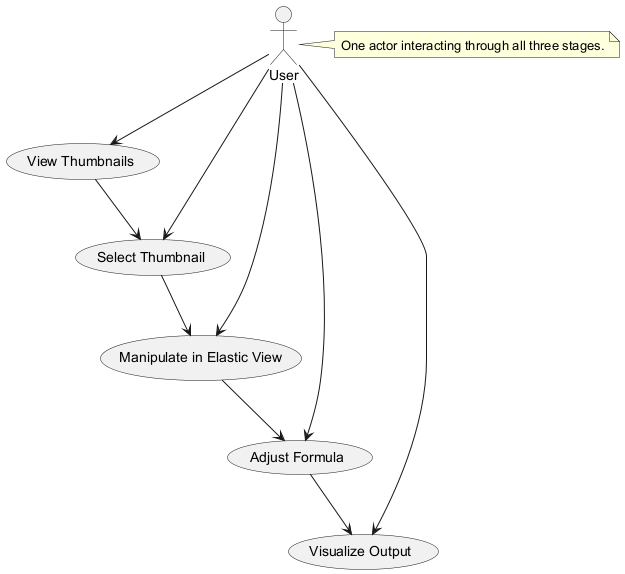 One actor interacting through all three stages.
User
View Thumbnails
Select Thumbnail
Manipulate in Elastic View
Adjust Formula
Visualize Output